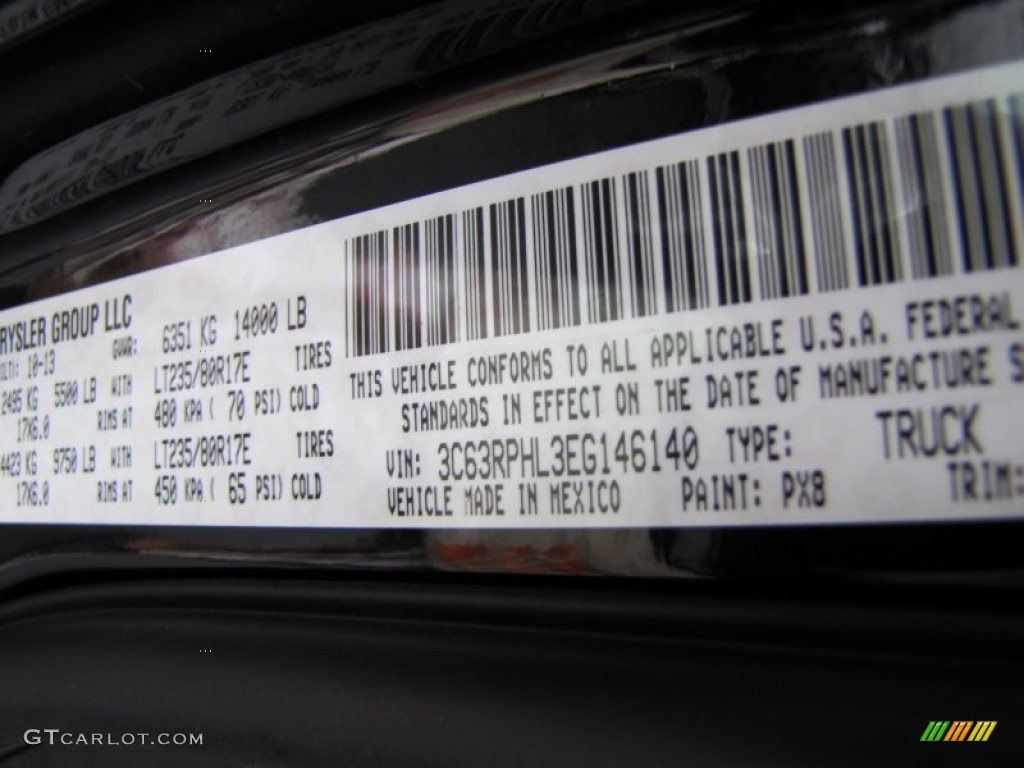 RYSLER GROUP LLC
10-13 GWR: 6351 KG 14000 LB
2495 KG 5500 LB WITH LT235/80R17E TIRES
17X6.0 RIMS AT 480 KPA ( 70 PSI) COLD
4423 KG 9750 LB WITH LT235/80R17E TIRES
17X6.0 RIMS AT 450 KPA ( 65 PSI) COLD
THIS VEHICLE CONFORMS TO ALL APPLICABLE U.S.A. FEDERAL
STANDARDS IN EFFECT ON THE DATE OF MANUFACTURE S
VIN: 3C63RPHL3EG146140 TYPE: TRUCK
VEHICLE MADE IN MEXICO PAINT: PX8 TRIM:
GTCARLOT.COM